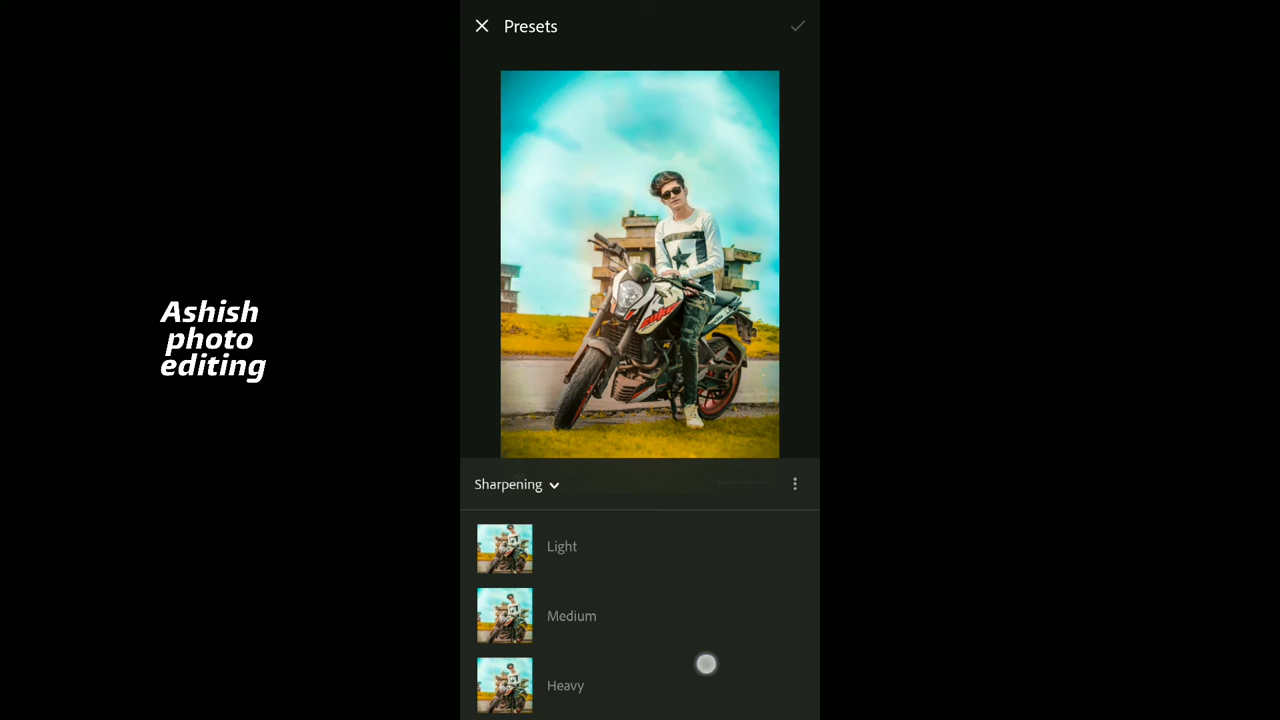 Presets
Ashish
photo
editing
Sharpening
Light
Medium
Heavy